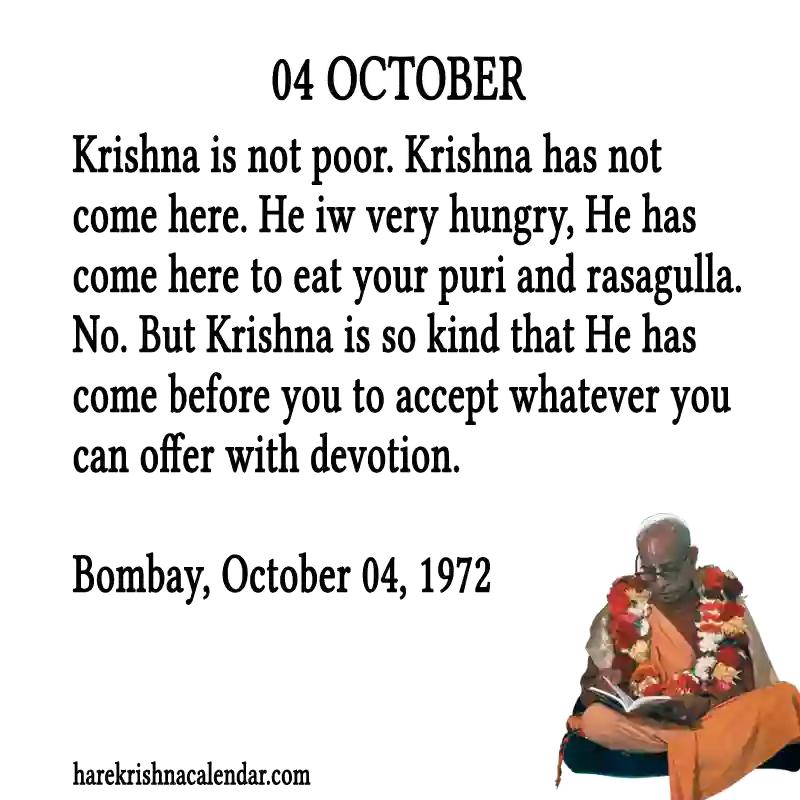 04 OCTOBER
Krishna is not poor. Krishna has not
come here. He iw very hungry, He has
come here to eat your puri and rasagulla.
No. But Krishna is so kind that He has
come before you to accept whatever you
can offer with devotion.
Bombay, October 04, 1972
harekrishnacalendar.com